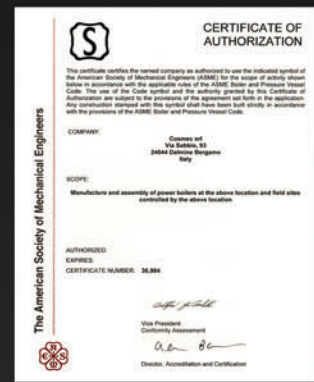 S
CERTIFICATE OF
AUTHORIZATION
This certificate certifies the named company as authorized to use the indicated symbol of
the American Society of Mechanical Engineers (ASME) for the scope of activity shown
below in accordance with the applicable rules of the ASME Boiler and Pressure Vessel
Code. The use of the Code symbol and the authority granted by this Certificate of
Authorization are subject to the provisions of the agreement set forth in the application.
Any construction stamped with this symbol shall have been built strictly in accordance
with the provisions of the ASME Boiler and Pressure Vessel Code.
COMPANY:
Cosmec srl
Via Sabbio, 93
24044 Dalmine Bergamo
Italy
SCOPE:
Manufacture and assembly of power boilers at the above location and field sites
controlled by the above location
AUTHORIZED:
EXPIRES:
CERTIFICATE NUMBER: 36,984
Vice President
Conformity Assessment
Director, Accreditation and Certification
The American Society of Mechanical Engineers